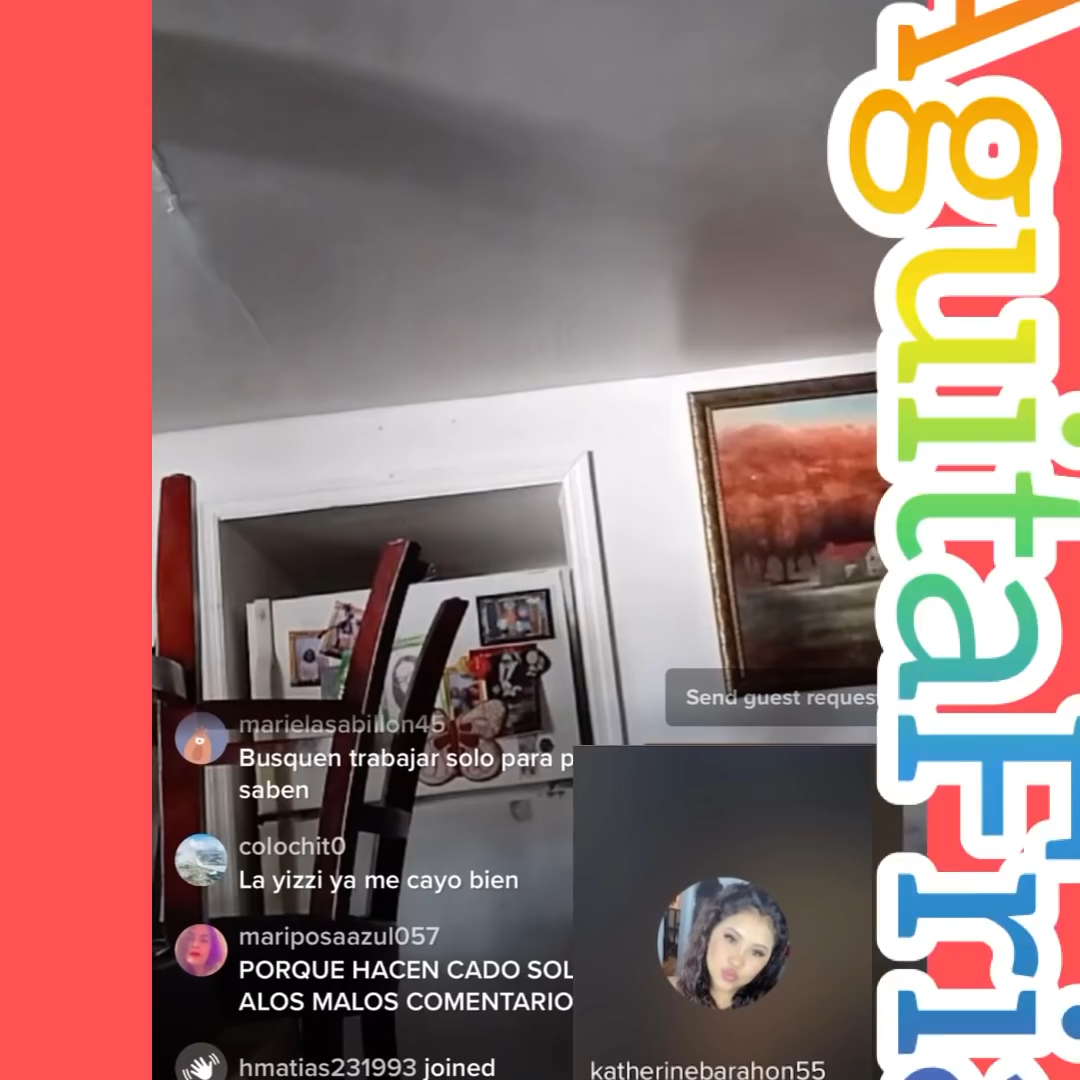 AguitaFri
Send guest reques
marielasabillon45
Busquen trabajar solo para p
saben
colochit0
La yizzi ya me cayo bien
mariposaazul057
PORQUE HACEN CADO SOL
ALOS MALOS COMENTARIO
hmatias231993 joined
katherinebarahon55